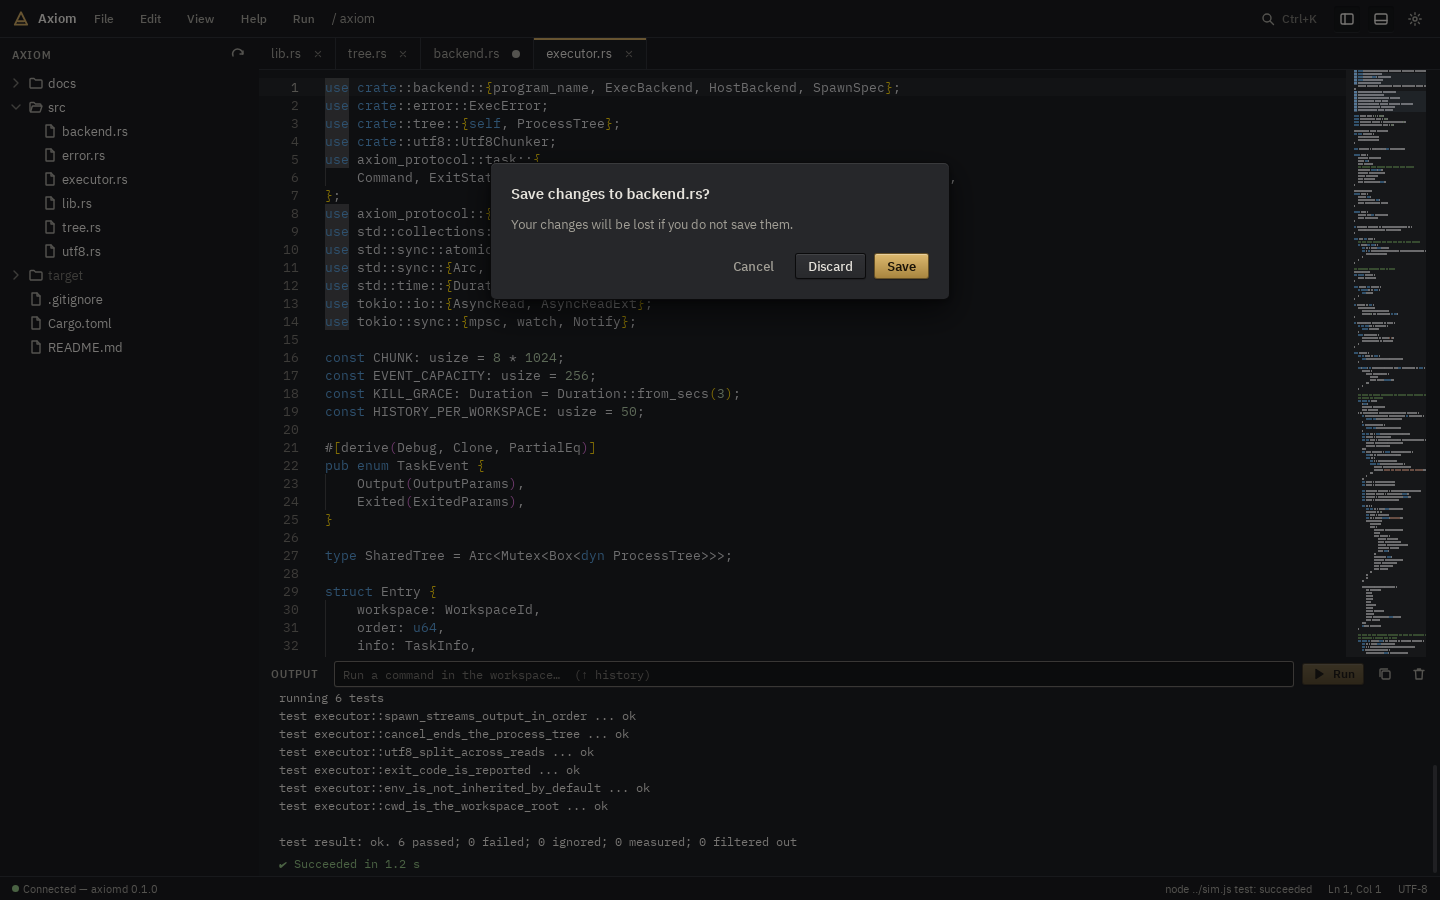 Axiom File Edit View Help Run / axiom Ctrl+K
AXIOM
docs
src
backend.rs
error.rs
executor.rs
lib.rs
tree.rs
utf8.rs
target
.gitignore
Cargo.toml
README.md
lib.rs × tree.rs × backend.rs ● executor.rs ×
1 use crate::backend::{program_name, ExecBackend, HostBackend, SpawnSpec};
2 use crate::error::ExecError;
3 use crate::tree::{self, ProcessTree};
4 use crate::utf8::Utf8Chunker;
5 use axiom_protocol::task::{
6 Command, ExitStat ,
7 };
8 use axiom_protocol::{
9 use std::collections:
10 use std::sync::atomic
11 use std::sync::{Arc,
12 use std::time::{Durat
13 use tokio::io::{AsyncRead, AsyncReadExt};
14 use tokio::sync::{mpsc, watch, Notify};
15
16 const CHUNK: usize = 8 * 1024;
17 const EVENT_CAPACITY: usize = 256;
18 const KILL_GRACE: Duration = Duration::from_secs(3);
19 const HISTORY_PER_WORKSPACE: usize = 50;
20
21 #[derive(Debug, Clone, PartialEq)]
22 pub enum TaskEvent {
23 Output(OutputParams),
24 Exited(ExitedParams),
25 }
26
27 type SharedTree = Arc<Mutex<Box<dyn ProcessTree>>>;
28
29 struct Entry {
30 workspace: WorkspaceId,
31 order: u64,
32 info: TaskInfo,
Save changes to backend.rs?
Your changes will be lost if you do not save them.
Cancel Discard Save
OUTPUT Run a command in the workspace… (↑ history) Run
running 6 tests
test executor::spawn_streams_output_in_order ... ok
test executor::cancel_ends_the_process_tree ... ok
test executor::utf8_split_across_reads ... ok
test executor::exit_code_is_reported ... ok
test executor::env_is_not_inherited_by_default ... ok
test executor::cwd_is_the_workspace_root ... ok
test result: ok. 6 passed; 0 failed; 0 ignored; 0 measured; 0 filtered out
✔ Succeeded in 1.2 s
Connected — axiomd 0.1.0 node ../sim.js test: succeeded Ln 1, Col 1 UTF-8